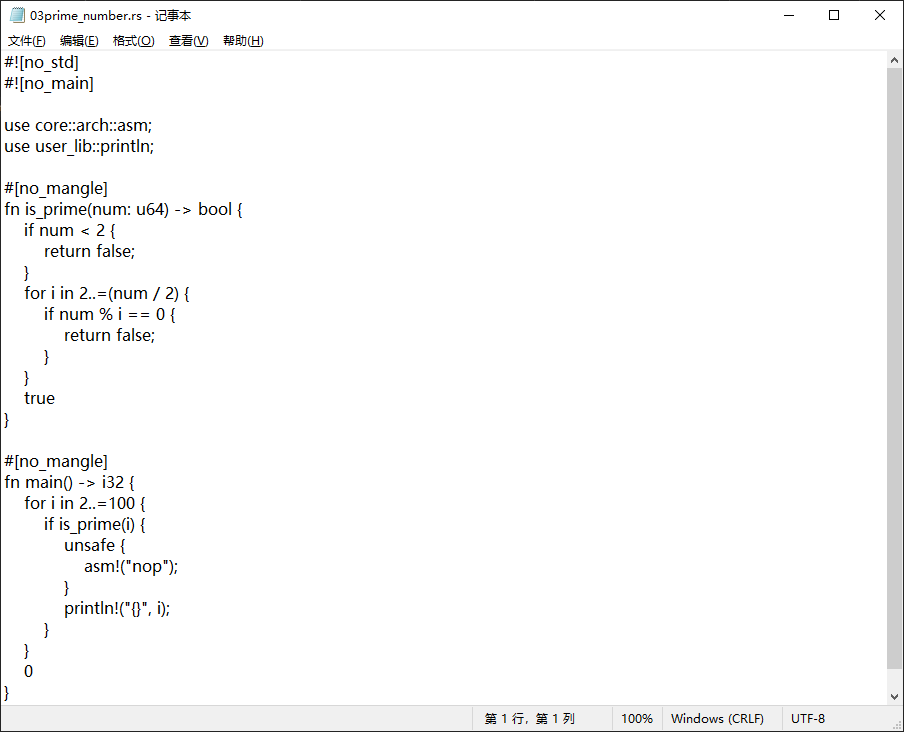 03prime_number.rs - 记事本
文件(F) 编辑(E) 格式(O) 查看(V) 帮助(H)
#![no_std]
#![no_main]

use core::arch::asm;
use user_lib::println;

#[no_mangle]
fn is_prime(num: u64) -> bool {
    if num < 2 {
        return false;
    }
    for i in 2..=(num / 2) {
        if num % i == 0 {
            return false;
        }
    }
    true
}

#[no_mangle]
fn main() -> i32 {
    for i in 2..=100 {
        if is_prime(i) {
            unsafe {
                asm!("nop");
            }
            println!("{}", i);
        }
    }
    0
}
第 1 行，第 1 列 100% Windows (CRLF) UTF-8